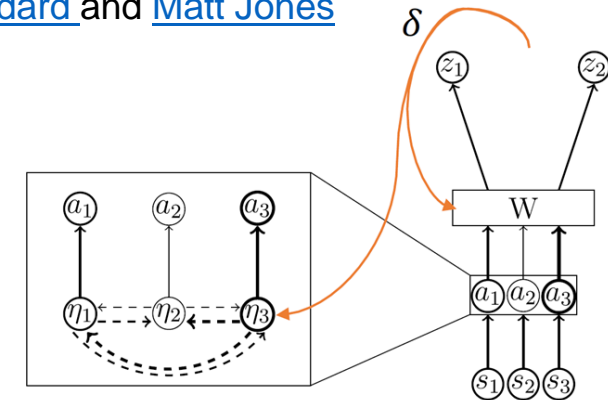 dard and Matt Jones
δ
z₁ z₂
W
a₁ a₂ a₃
a₁ a₂ a₃
η₁ η₂ η₃
s₁ s₂ s₃